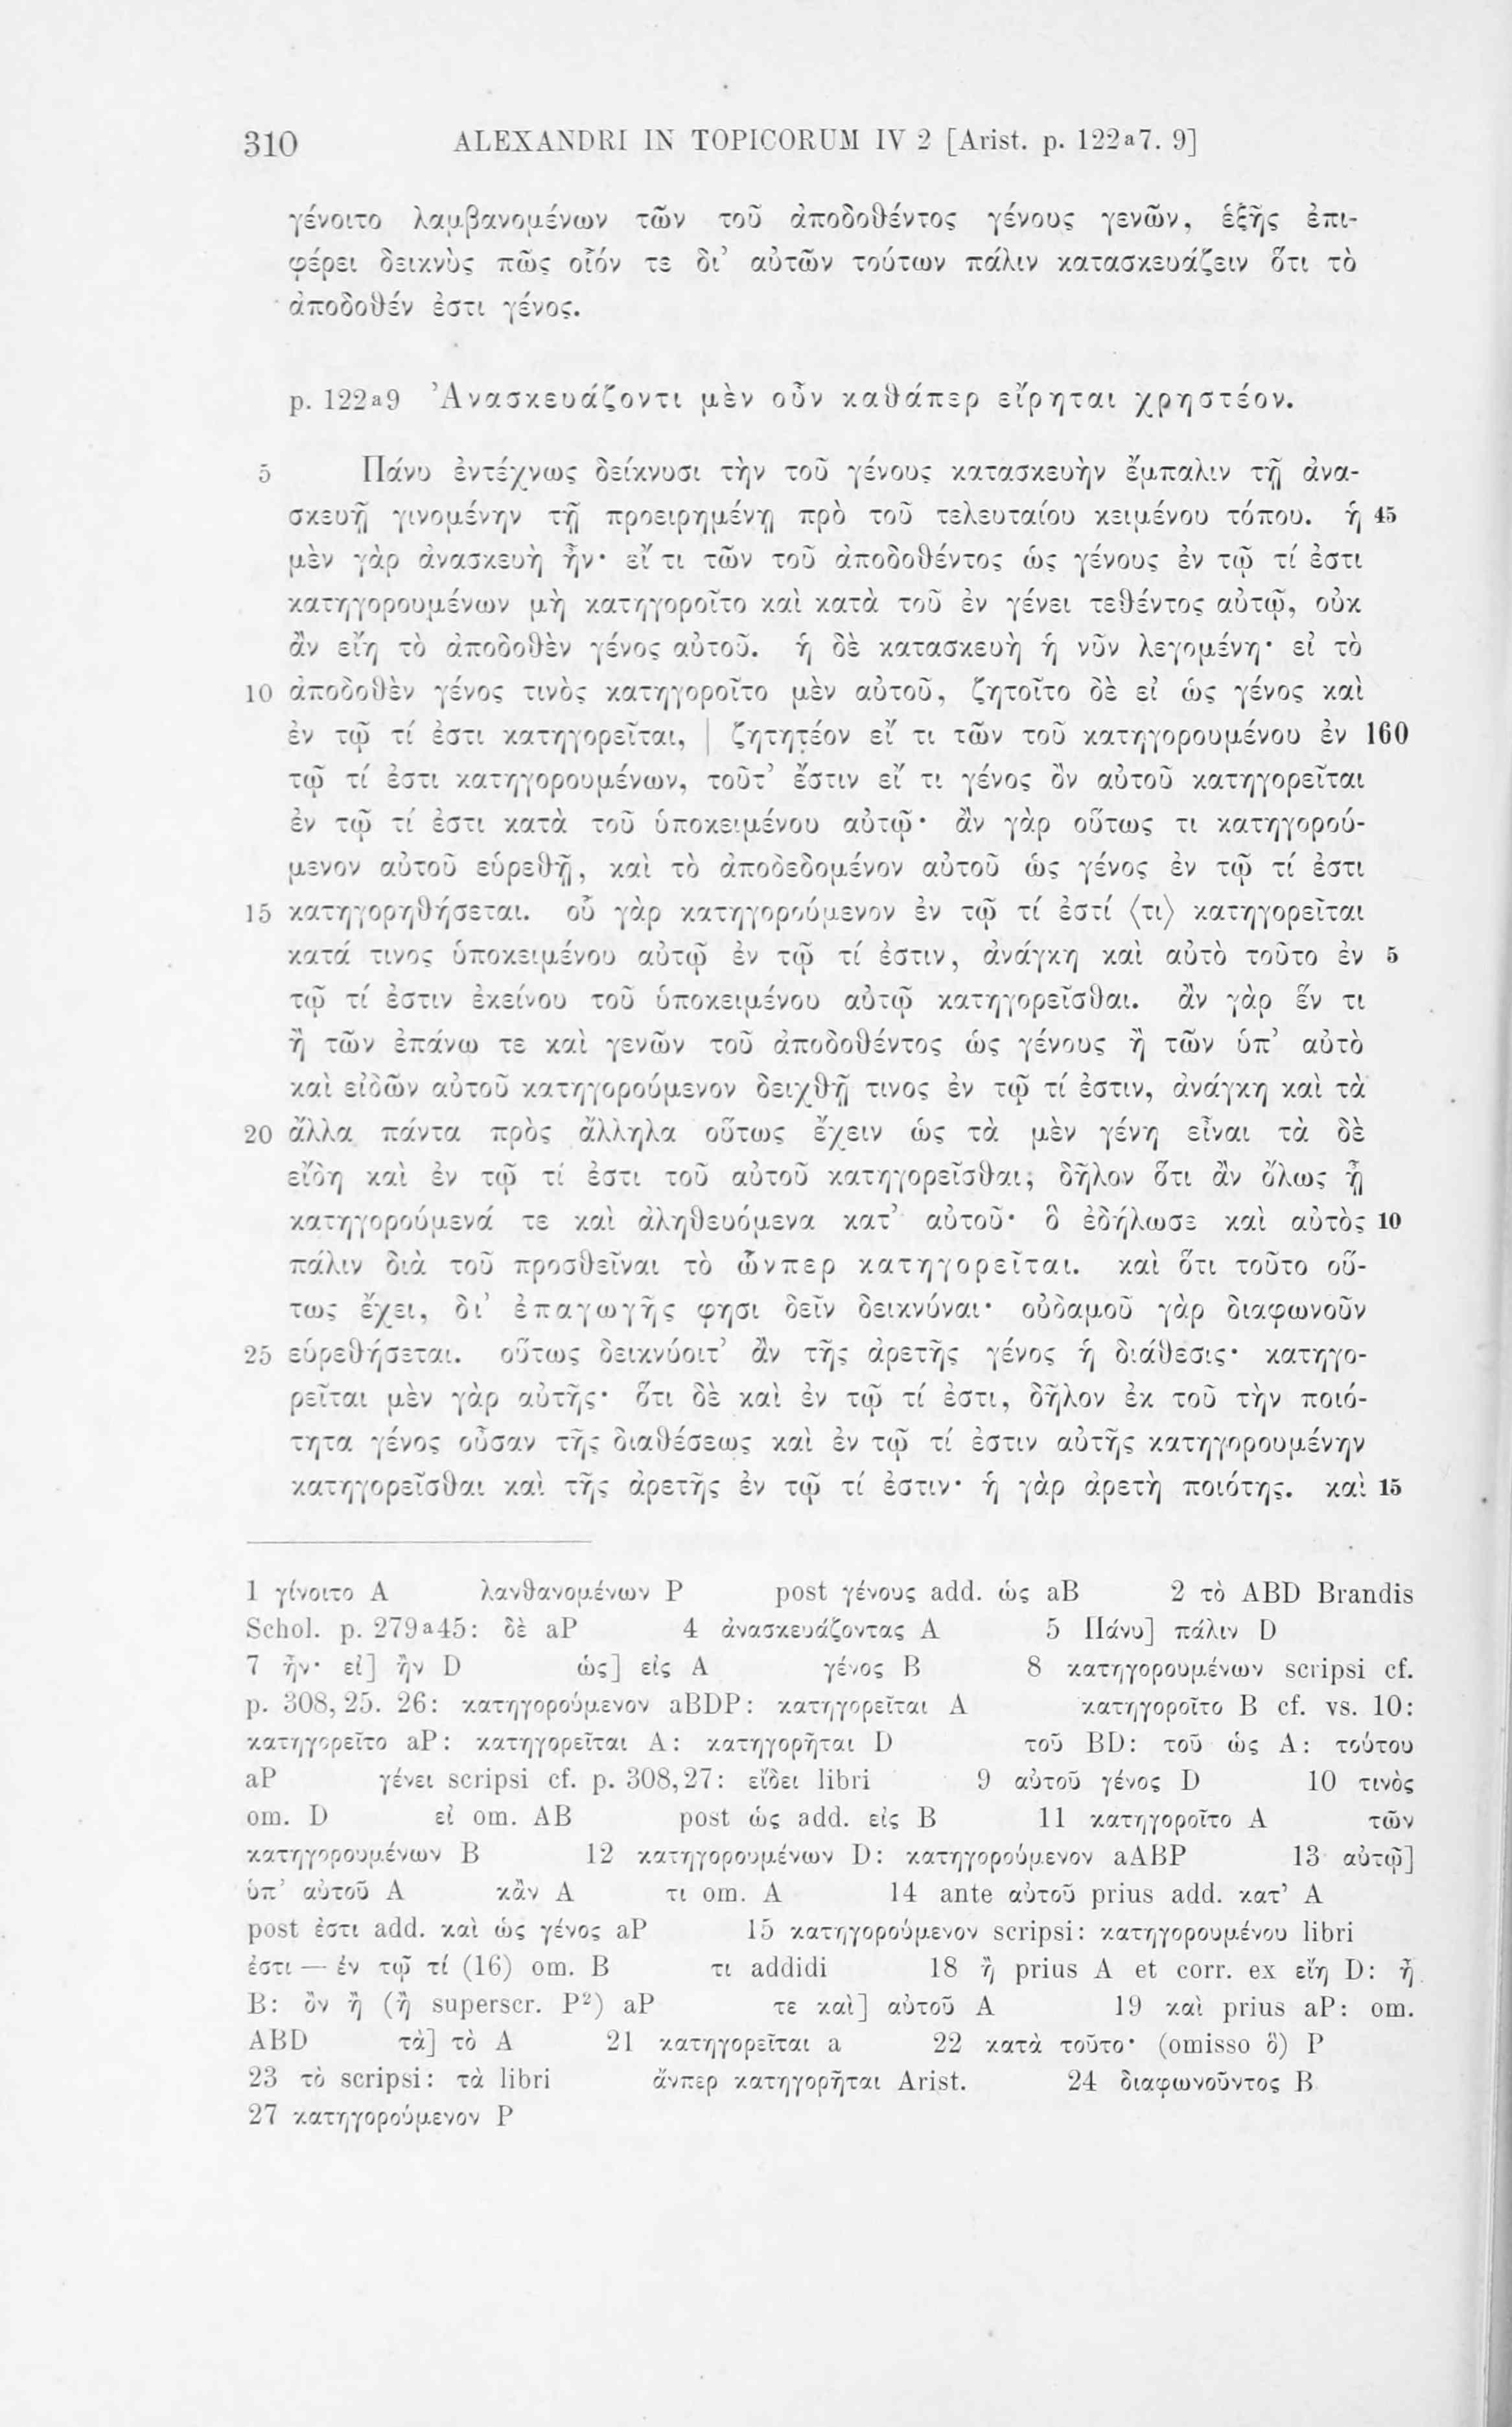 310 ALEXANDRI IN TOPICORUM IV 2 [Arist. p. 122ᵃ7. 9]
γένοιτο λαμβανομένων τῶν τοῦ ἀποδοθέντος γένους γενῶν, ἑξῆς ἐπι-
φέρει δεικνὺς πῶς οἷόν τε δι’ αὐτῶν τούτων πάλιν κατασκευάζειν ὅτι τὸ
ἀποδοθέν ἐστι γένος.
p. 122ᵃ9 Ἀνασκευάζοντι μὲν οὖν καθάπερ εἴρηται χρηστέον.
5 Πάνυ ἐντέχνως δείκνυσι τὴν τοῦ γένους κατασκευὴν ἔμπαλιν τῇ ἀνα-
σκευῇ γινομένην τῇ προειρημένῃ πρὸ τοῦ τελευταίου κειμένου τόπου. ἡ 45
μὲν γὰρ ἀνασκευὴ ἦν· εἴ τι τῶν τοῦ ἀποδοθέντος ὡς γένους ἐν τῷ τί ἐστι
κατηγορουμένων μὴ κατηγοροῖτο καὶ κατὰ τοῦ ἐν γένει τεθέντος αὐτῷ, οὐκ
ἂν εἴη τὸ ἀποδοθὲν γένος αὐτοῦ. ἡ δὲ κατασκευὴ ἡ νῦν λεγομένη· εἰ τὸ
10 ἀποδοθὲν γένος τινὸς κατηγοροῖτο μὲν αὐτοῦ, ζητοῖτο δὲ εἰ ὡς γένος καὶ
ἐν τῷ τί ἐστι κατηγορεῖται, | ζητητέον εἴ τι τῶν τοῦ κατηγορουμένου ἐν 160
τῷ τί ἐστι κατηγορουμένων, τοῦτ’ ἔστιν εἴ τι γένος ὂν αὐτοῦ κατηγορεῖται
ἐν τῷ τί ἐστι κατὰ τοῦ ὑποκειμένου αὐτῷ· ἂν γὰρ οὕτως τι κατηγορού-
μενον αὐτοῦ εὑρεθῇ, καὶ τὸ ἀποδεδομένον αὐτοῦ ὡς γένος ἐν τῷ τί ἐστι
15 κατηγορηθήσεται. οὗ γὰρ κατηγορούμενον ἐν τῷ τί ἐστί ⟨τι⟩ κατηγορεῖται
κατά τινος ὑποκειμένου αὐτῷ ἐν τῷ τί ἐστιν, ἀνάγκη καὶ αὐτὸ τοῦτο ἐν 5
τῷ τί ἐστιν ἐκείνου τοῦ ὑποκειμένου αὐτῷ κατηγορεῖσθαι. ἂν γὰρ ἕν τι
ἢ τῶν ἐπάνω τε καὶ γενῶν τοῦ ἀποδοθέντος ὡς γένους ἢ τῶν ὑπ’ αὐτὸ
καὶ εἰδῶν αὐτοῦ κατηγορούμενον δειχθῇ τινος ἐν τῷ τί ἐστιν, ἀνάγκη καὶ τὰ
20 ἄλλα πάντα πρὸς ἄλληλα οὕτως ἔχειν ὡς τὰ μὲν γένη εἶναι τὰ δὲ
εἴδη καὶ ἐν τῷ τί ἐστι τοῦ αὐτοῦ κατηγορεῖσθαι; δῆλον ὅτι ἂν ὅλως ᾖ
κατηγορούμενά τε καὶ ἀληθευόμενα κατ’ αὐτοῦ· ὃ ἐδήλωσε καὶ αὐτὸς 10
πάλιν διὰ τοῦ προσθεῖναι τὸ ὧνπερ κατηγορεῖται. καὶ ὅτι τοῦτο οὕ-
τως ἔχει, δι’ ἐπαγωγῆς φησι δεῖν δεικνύναι· οὐδαμοῦ γὰρ διαφωνοῦν
25 εὑρεθήσεται. οὕτως δεικνύοιτ’ ἂν τῆς ἀρετῆς γένος ἡ διάθεσις· κατηγο-
ρεῖται μὲν γὰρ αὐτῆς· ὅτι δὲ καὶ ἐν τῷ τί ἐστι, δῆλον ἐκ τοῦ τὴν ποιό-
τητα γένος οὖσαν τῆς διαθέσεως καὶ ἐν τῷ τί ἐστιν αὐτῆς κατηγορουμένην
κατηγορεῖσθαι καὶ τῆς ἀρετῆς ἐν τῷ τί ἐστιν· ἡ γὰρ ἀρετὴ ποιότης. καὶ 15
1 γίνοιτο A λανθανομένων P post γένους add. ὡς aB 2 τὸ ABD Brandis
Schol. p. 279ᵃ45: δὲ aP 4 ἀνασκευάζοντας A 5 Πάνυ] πάλιν D
7 ἦν· εἰ] ἢν D ὡς] εἰς A γένος B 8 κατηγορουμένων scripsi cf.
p. 308,25. 26: κατηγορούμενον aBDP: κατηγορεῖται A κατηγοροῖτο B cf. vs. 10:
κατηγορεῖτο aP: κατηγορεῖται A: κατηγορῆται D τοῦ BD: τοῦ ὡς A: τούτου
aP γένει scripsi cf. p. 308,27: εἴδει libri 9 αὐτοῦ γένος D 10 τινὸς
om. D εἰ om. AB post ὡς add. εἰς B 11 κατηγοροῖτο A τῶν
κατηγορουμένων B 12 κατηγορουμένων D: κατηγορούμενον aABP 13 αὐτῷ]
ὑπ’ αὐτοῦ A κἂν A τι om. A 14 ante αὐτοῦ prius add. κατ’ A
post ἐστι add. καὶ ὡς γένος aP 15 κατηγορούμενον scripsi: κατηγορουμένου libri
ἐστι — ἐν τῷ τί (16) om. B τι addidi 18 ἢ prius A et corr. ex εἴη D: ᾖ
B: ὂν ἢ (ἢ superscr. P²) aP τε καὶ] αὐτοῦ A 19 καὶ prius aP: om.
ABD τὰ] τὸ A 21 κατηγορεῖται a 22 κατὰ τοῦτο· (omisso ὃ) P
23 τὸ scripsi: τὰ libri ἄνπερ κατηγορῆται Arist. 24 διαφωνοῦντος B
27 κατηγορούμενον P